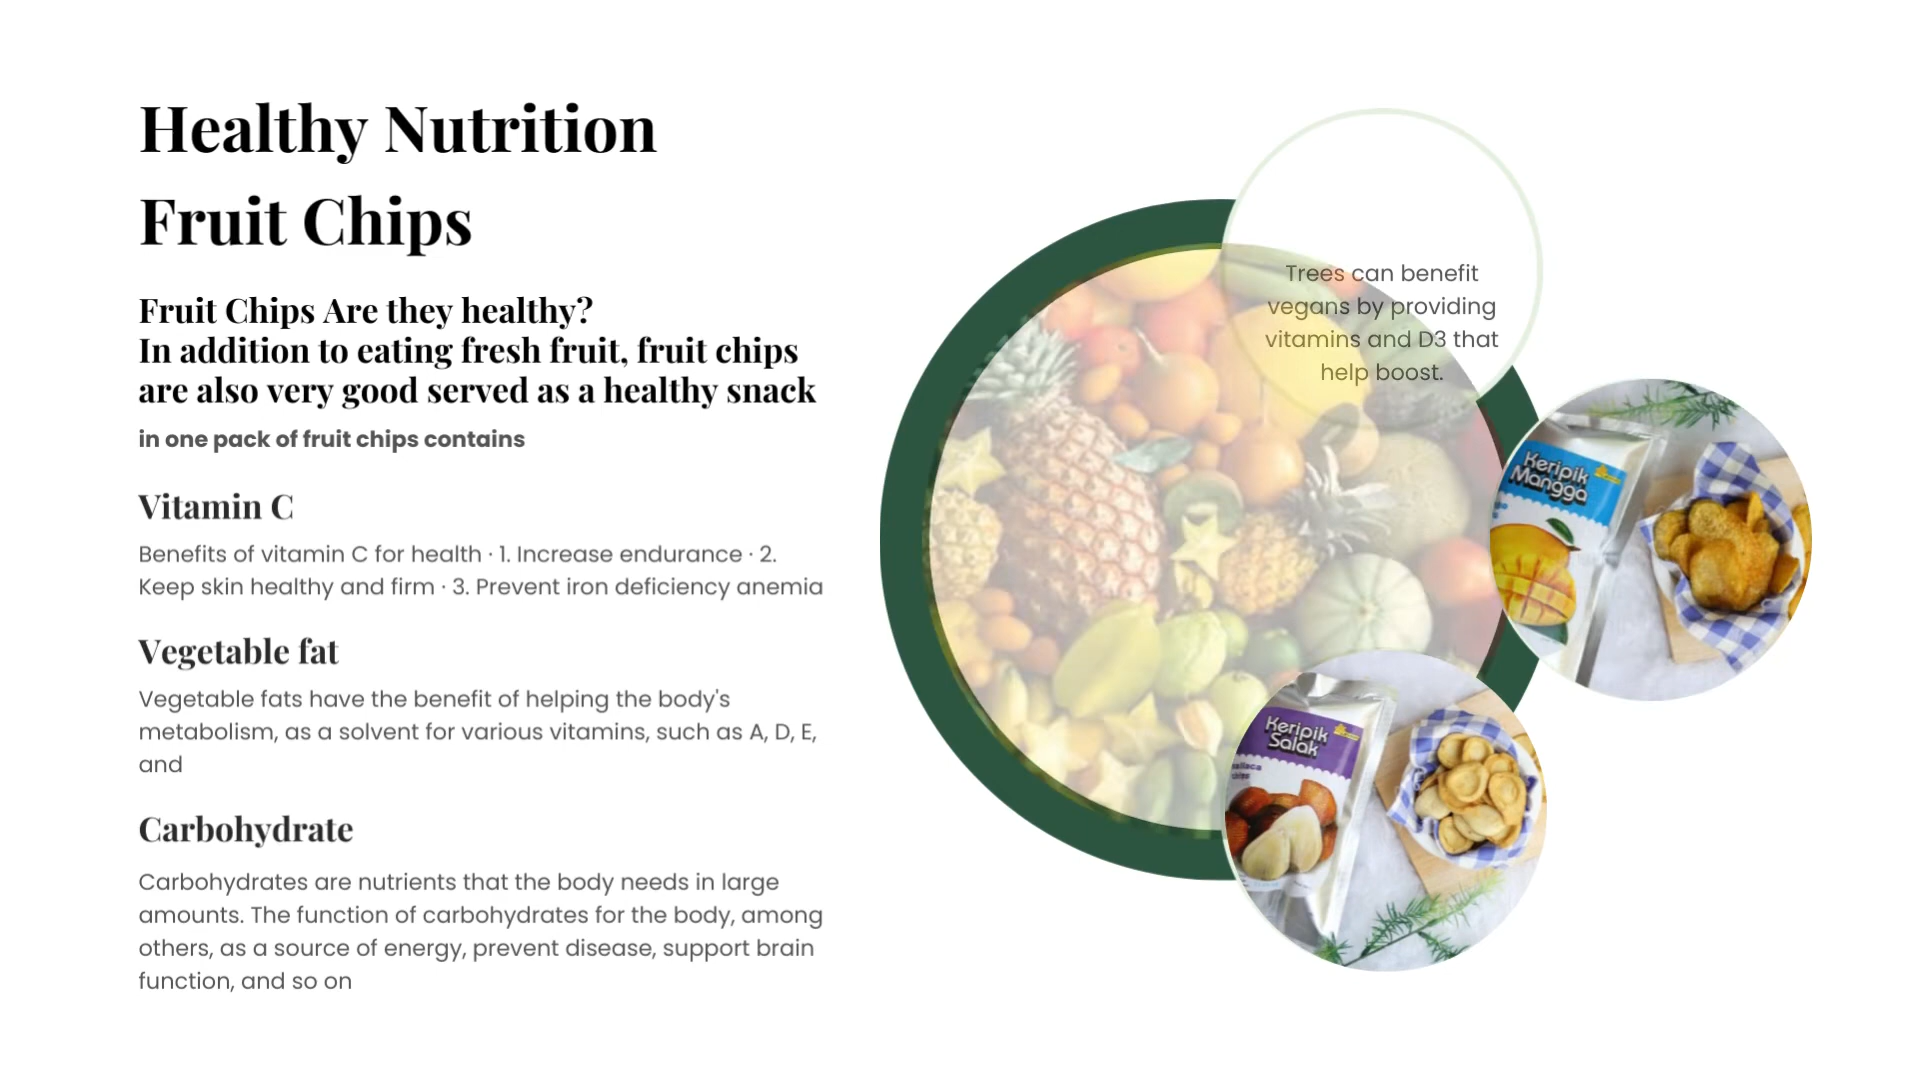 Healthy Nutrition
Fruit Chips
Fruit Chips Are they healthy?
In addition to eating fresh fruit, fruit chips
are also very good served as a healthy snack
in one pack of fruit chips contains
Vitamin C
Benefits of vitamin C for health · 1. Increase endurance · 2.
Keep skin healthy and firm · 3. Prevent iron deficiency anemia
Vegetable fat
Vegetable fats have the benefit of helping the body's
metabolism, as a solvent for various vitamins, such as A, D, E,
and
Carbohydrate
Carbohydrates are nutrients that the body needs in large
amounts. The function of carbohydrates for the body, among
others, as a source of energy, prevent disease, support brain
function, and so on
Trees can benefit
vegans by providing
vitamins and D3 that
help boost.
Keripik
Mangga
Keripik
Salak
chips